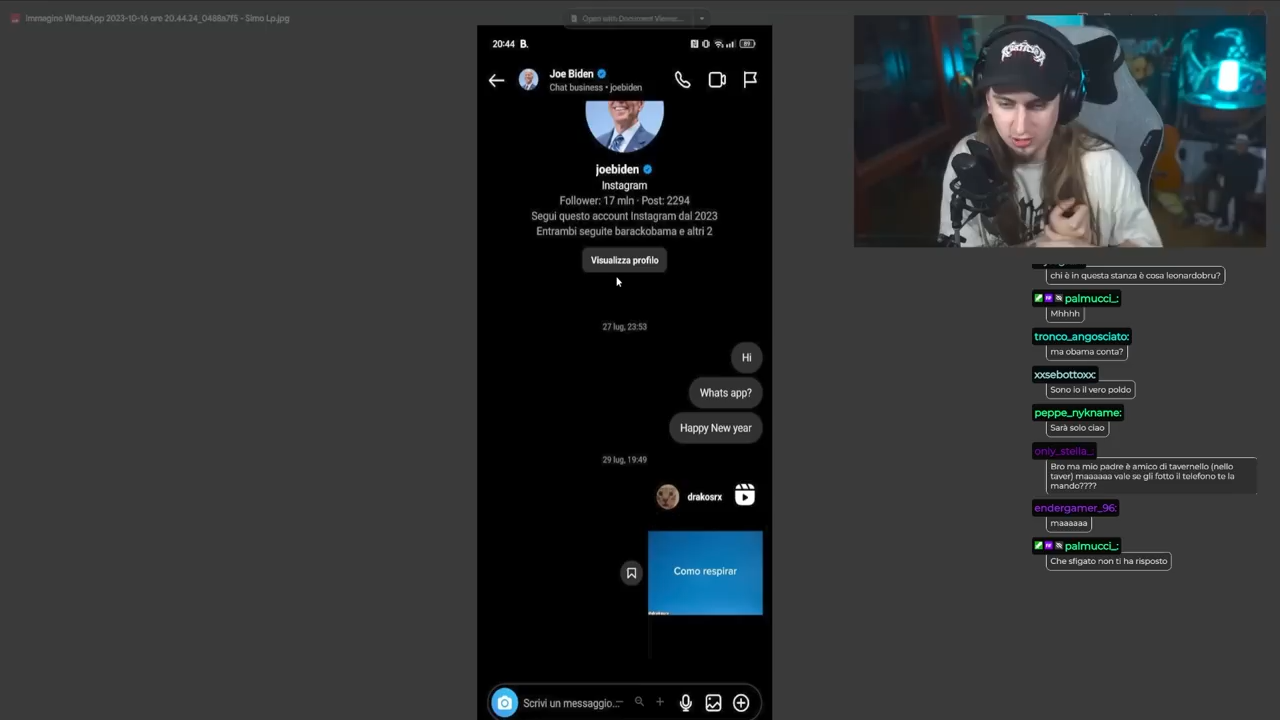 Immagine WhatsApp 2023-10-16 ore 20.44.24_0488a7f5 - Simo Lp.jpg
Open with Document Viewer...
20:44 B.
89
Joe Biden
Chat business • joebiden
joebiden
Instagram
Follower: 17 mln · Post: 2294
Segui questo account Instagram dal 2023
Entrambi seguite barackobama e altri 2
Visualizza profilo
27 lug, 23:53
Hi
Whats app?
Happy New year
29 lug, 19:49
drakosrx
Como respirar
Scrivi un messaggio...
chi è in questa stanza è cosa leonardobru?
palmucci_:
Mhhhh
tronco_angosciato:
ma obama conta?
xxsebottoxx:
Sono io il vero poldo
peppe_nykname:
Sarà solo ciao
only_stella_:
Bro ma mio padre è amico di tavernello (nello
taver) maaaaaa vale se gli fotto il telefono te la
mando????
endergamer_96:
maaaaaa
palmucci_:
Che sfigato non ti ha risposto